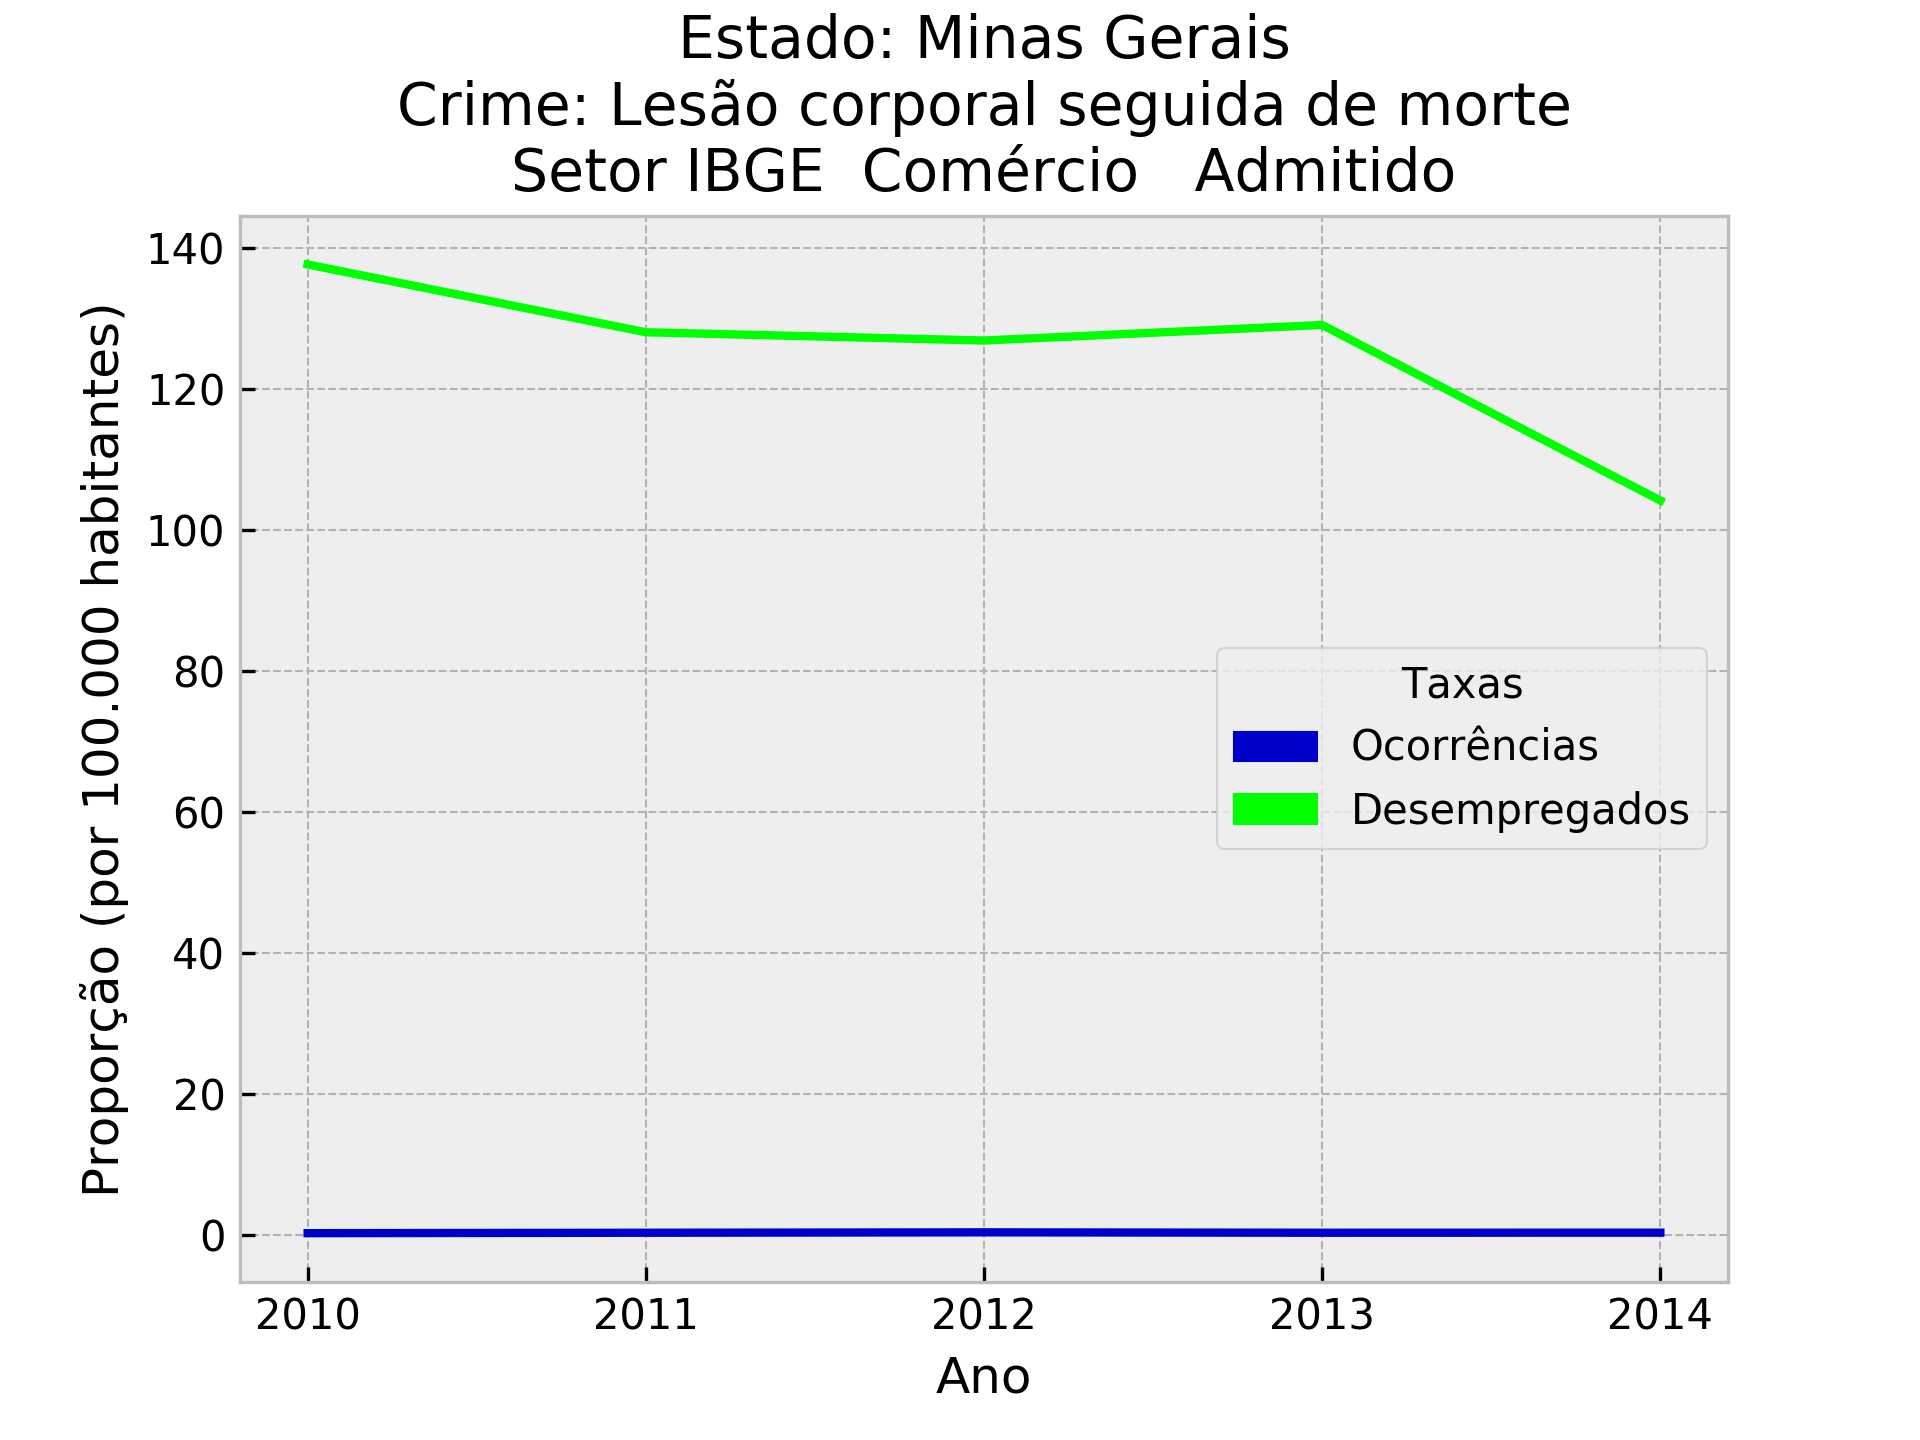 Estado: Minas Gerais
Crime: Lesão corporal seguida de morte
Setor IBGE  Comércio   Admitido
Proporção (por 100.000 habitantes)
140
120
100
80
60
40
20
0
Taxas
Ocorrências
Desempregados
2010
2011
2012
2013
2014
Ano